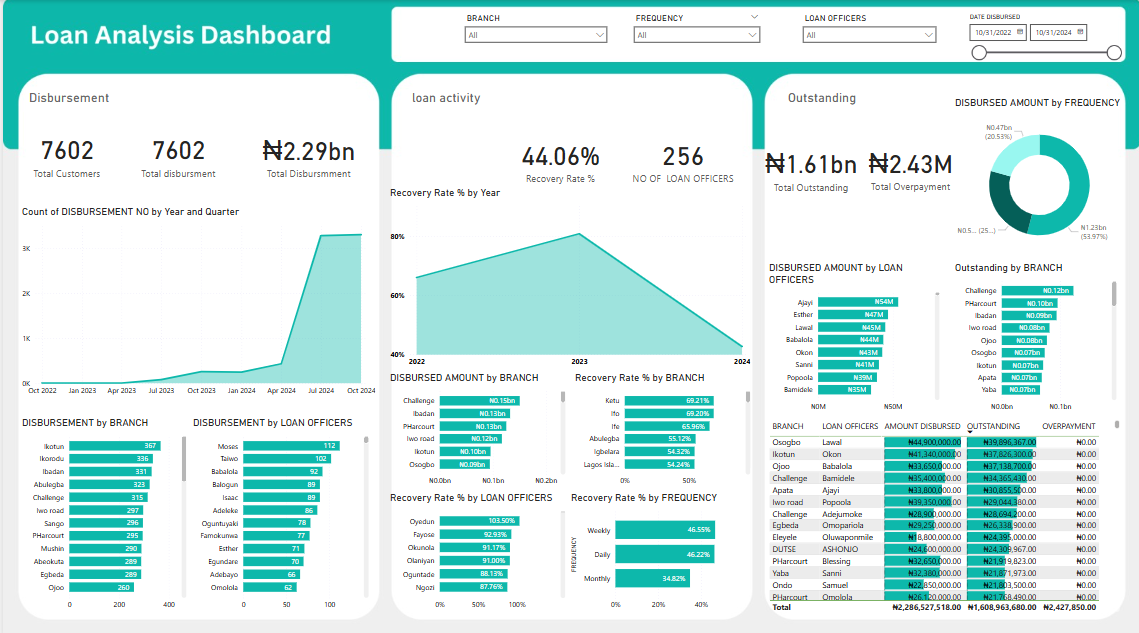 Loan Analysis Dashboard
BRANCH
All
FREQUENCY
All
LOAN OFFICERS
All
DATE DISBURSED
10/31/2022
10/31/2024
Disbursement
7602
Total Customers
7602
Total disbursment
₦2.29bn
Total Disbursmment
Count of DISBURSEMENT NO by Year and Quarter
3K
2K
1K
0K
Oct 2022 Jan 2023 Apr 2023 Jul 2023 Oct 2023 Jan 2024 Apr 2024 Jul 2024 Oct 2024
DISBURSEMENT by BRANCH
Ikotun 367
Ikorodu 336
Ibadan 331
Abulegba 323
Challenge 315
Iwo road 297
Sango 296
PHarcourt 295
Mushin 290
Abeokuta 289
Egbeda 289
Ojoo 260
0 200 400
DISBURSEMENT by LOAN OFFICERS
Moses 112
Taiwo 102
Babalola 92
Balogun 89
Isaac 89
Adeleke 86
Oguntuyaki 78
Famokunwa 77
Esther 71
Egundare 70
Adebayo 66
Omolola 62
0 50 100
loan activity
44.06%
Recovery Rate %
256
NO OF LOAN OFFICERS
Recovery Rate % by Year
80%
60%
40%
2022 2023 2024
DISBURSED AMOUNT by BRANCH
Challenge ₦0.15bn
Ibadan ₦0.13bn
PHarcourt ₦0.13bn
Iwo road ₦0.12bn
Ikotun ₦0.10bn
Osogbo ₦0.09bn
₦0.0bn ₦0.1bn ₦0.2bn
Recovery Rate % by BRANCH
Ketu 69.21%
Ifo 69.20%
Ife 65.96%
Abulegba 55.12%
Igbelara 54.32%
Lagos Isla... 54.24%
0% 50%
Recovery Rate % by LOAN OFFICERS
Oyedun 103.50%
Fayose 92.93%
Okunola 91.17%
Olaniyan 91.00%
Oguntade 88.13%
Ngozi 87.76%
0% 50% 100%
Recovery Rate % by FREQUENCY
FREQUENCY
Weekly 46.55%
Daily 46.22%
Monthly 34.82%
0% 20% 40%
Outstanding
₦1.61bn
Total Outstanding
₦2.43M
Total Overpayment
DISBURSED AMOUNT by FREQUENCY
₦0.47bn
(20.53%)
₦0.5... (25...)
₦1.23bn
(53.97%)
DISBURSED AMOUNT by LOAN
OFFICERS
Ajayi ₦54M
Esther ₦47M
Lawal ₦45M
Babalola ₦44M
Okon ₦43M
Sanni ₦41M
Popoola ₦39M
Bamidele ₦35M
₦0M ₦50M
Outstanding by BRANCH
Challenge ₦0.12bn
PHarcourt ₦0.10bn
Ibadan ₦0.09bn
Iwo road ₦0.08bn
Ojoo ₦0.08bn
Osogbo ₦0.07bn
Ikotun ₦0.07bn
Apata ₦0.07bn
Yaba ₦0.07bn
₦0.0bn ₦0.1bn
BRANCH LOAN OFFICERS AMOUNT DISBURSED OUTSTANDING OVERPAYMENT
Osogbo Lawal ₦44,900,000.00 ₦39,896,367.00 ₦0.00
Ikotun Okon ₦41,340,000.00 ₦37,826,300.00 ₦0.00
Ojoo Babalola ₦33,650,000.00 ₦37,138,700.00 ₦0.00
Challenge Bamidele ₦35,400,000.00 ₦34,365,430.00 ₦0.00
Apata Ajayi ₦33,800,000.00 ₦30,855,500.00 ₦0.00
Iwo road Popoola ₦39,350,000.00 ₦29,044,380.00 ₦0.00
Challenge Adejumoke ₦28,900,000.00 ₦28,694,200.00 ₦0.00
Egbeda Omopariola ₦29,250,000.00 ₦26,338,900.00 ₦0.00
Eleyele Oluwaponmile ₦18,800,000.00 ₦24,395,000.00 ₦0.00
DUTSE ASHONIO ₦24,600,000.00 ₦24,309,967.00 ₦0.00
PHarcourt Blessing ₦32,650,000.00 ₦21,919,823.00 ₦0.00
Yaba Sanni ₦32,380,000.00 ₦21,871,973.00 ₦0.00
Ondo Samuel ₦22,850,000.00 ₦21,803,500.00 ₦0.00
PHarcourt Omolola ₦26,120,000.00 ₦21,768,490.00 ₦0.00
Total ₦2,286,527,518.00 ₦1,608,963,680.00 ₦2,427,850.00